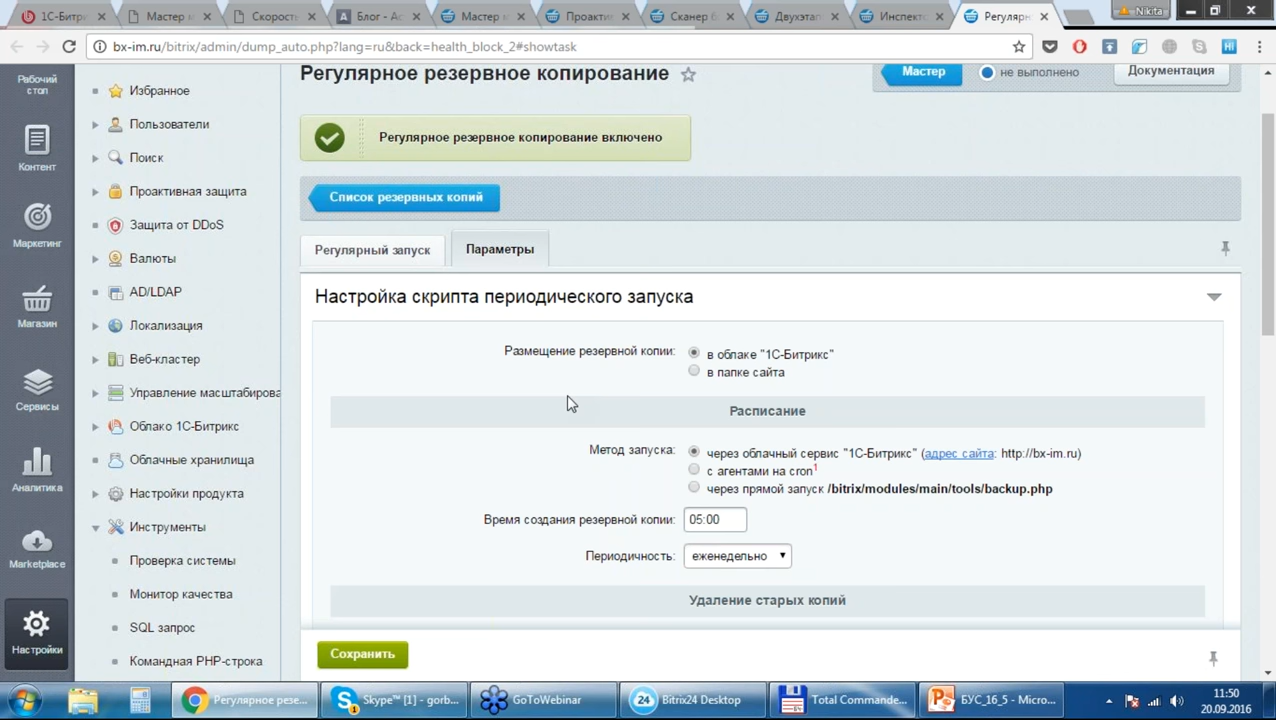 1С-Битри
Мастер и
Скорость
Блог - Ас
Мастер и
Проакти
Сканер б
Двухэтап
Инспект
Регуляр
Nikita
bx-im.ru/bitrix/admin/dump_auto.php?lang=ru&back=health_block_2#showtask
Рабочий
стол
Контент
Маркетинг
Магазин
Сервисы
Аналитика
Marketplace
Настройки
Избранное
Пользователи
Поиск
Проактивная защита
Защита от DDoS
Валюты
AD/LDAP
Локализация
Веб-кластер
Управление масштабирова
Облако 1С-Битрикс
Облачные хранилища
Настройки продукта
Инструменты
Проверка системы
Монитор качества
SQL запрос
Командная PHP-строка
Регулярное резервное копирование
Мастер
не выполнено
Документация
Регулярное резервное копирование включено
Список резервных копий
Регулярный запуск
Параметры
Настройка скрипта периодического запуска
Размещение резервной копии:
в облаке "1С-Битрикс"
в папке сайта
Расписание
Метод запуска:
через облачный сервис "1С-Битрикс" (адрес сайта: http://bx-im.ru)
с агентами на cron1
через прямой запуск /bitrix/modules/main/tools/backup.php
Время создания резервной копии: 05:00
Периодичность: еженедельно
Удаление старых копий
Сохранить
Регулярное резе...
Skype™ [1] - gorb...
GoToWebinar
24
Bitrix24 Desktop
Total Commande...
БУС_16_5 - Micro...
11:50
20.09.2016